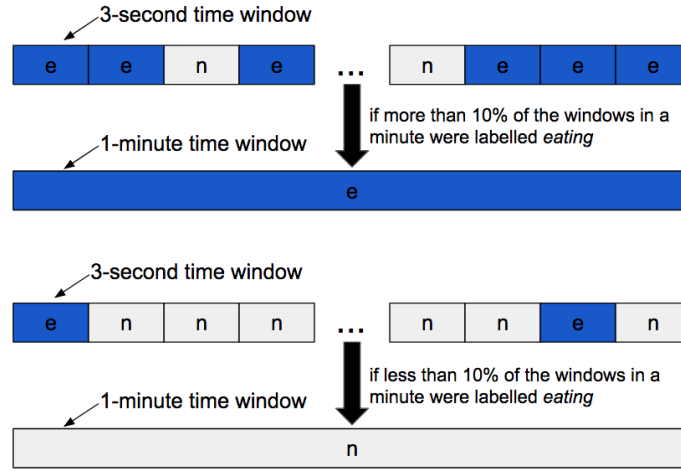 3-second time window
e e n e ... n e e e
if more than 10% of the windows in a
minute were labelled eating
1-minute time window
e
3-second time window
e n n n ... n n e n
if less than 10% of the windows in a
minute were labelled eating
1-minute time window
n